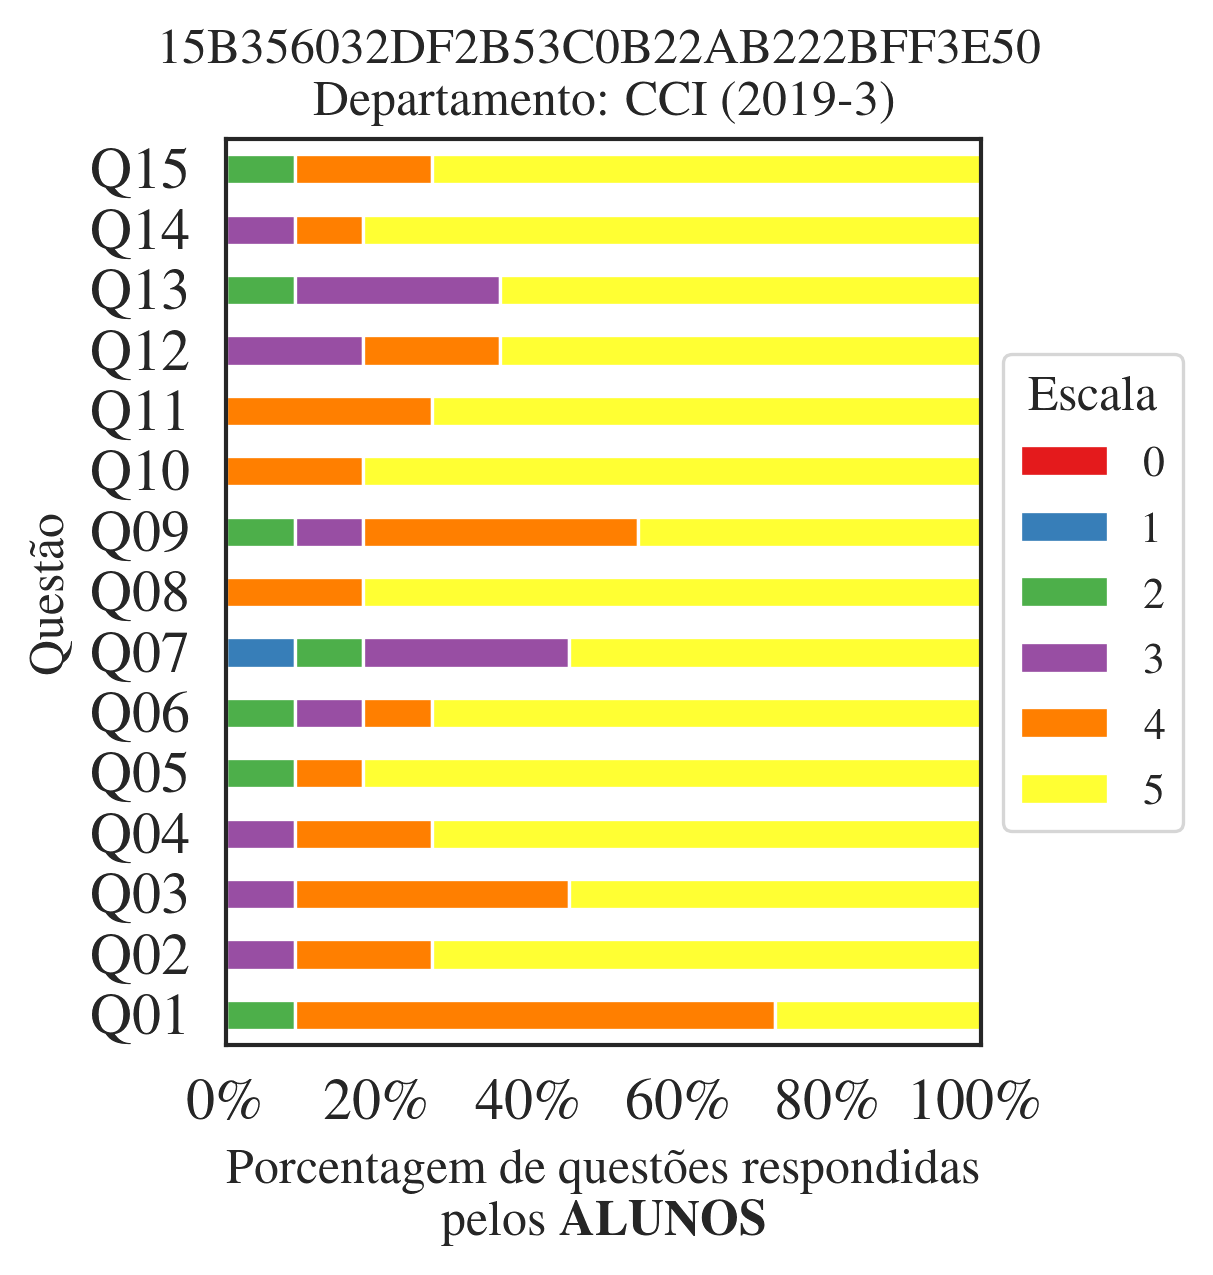 15B356032DF2B53C0B22AB222BFF3E50
Departamento: CCI (2019-3)
Q15
Q14
Q13
Q12
Q11
Q10
Q09
Q08
Q07
Q06
Q05
Q04
Q03
Q02
Q01
Questão
0% 20% 40% 60% 80% 100%
Porcentagem de questões respondidas
pelos ALUNOS
Escala
0
1
2
3
4
5